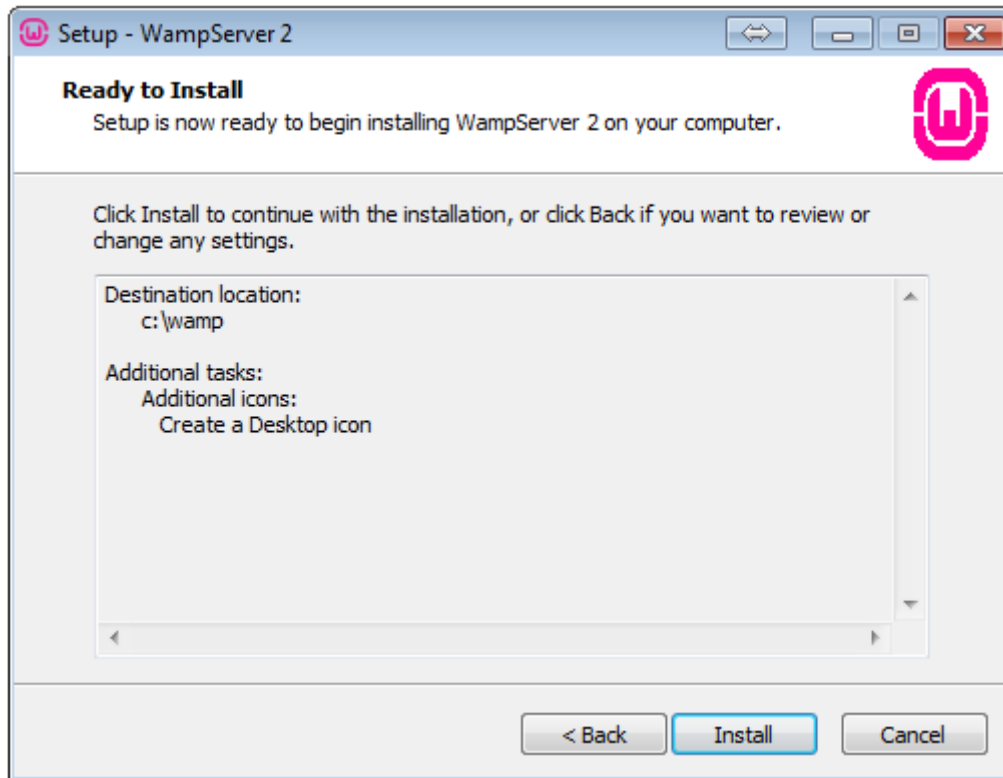 Setup - WampServer 2
Ready to Install
Setup is now ready to begin installing WampServer 2 on your computer.
Click Install to continue with the installation, or click Back if you want to review or
change any settings.
Destination location:
c:\wamp
Additional tasks:
Additional icons:
Create a Desktop icon
< Back
Install
Cancel